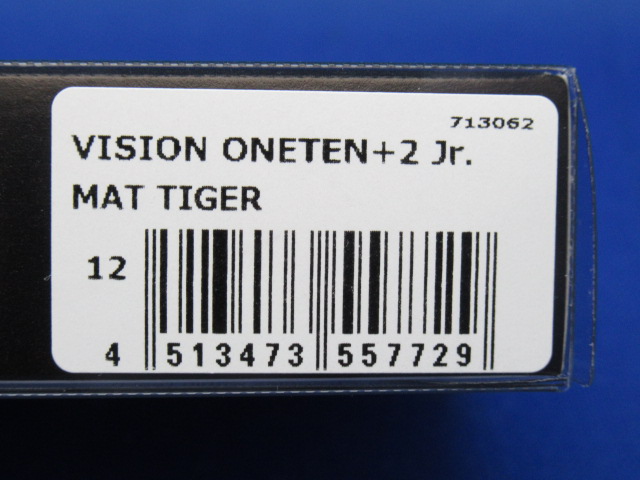 713062
VISION ONETEN+2 Jr.
MAT TIGER
12
4 513473 557729